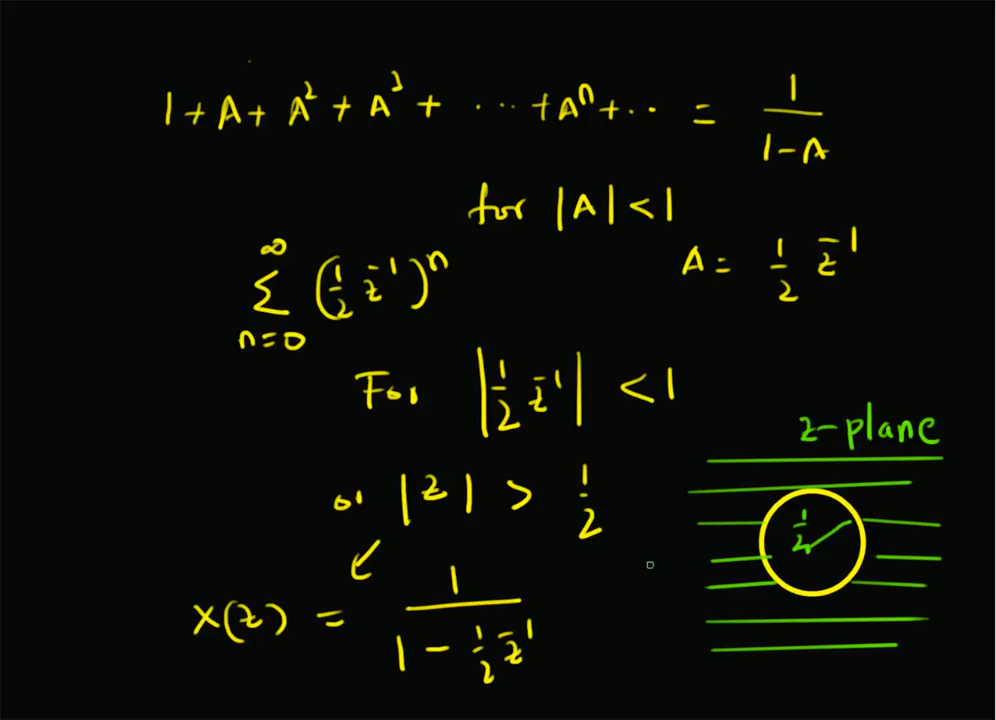 1 + A + A² + A³ + ⋯ + Aⁿ + ⋯ = 1/(1 − A)
for |A| < 1
A = ½ z⁻¹
∑_{n=0}^{∞} (½ z⁻¹)ⁿ
For |½ z⁻¹| < 1
z-plane
or |z| > ½
½
X(z) = 1/(1 − ½ z⁻¹)